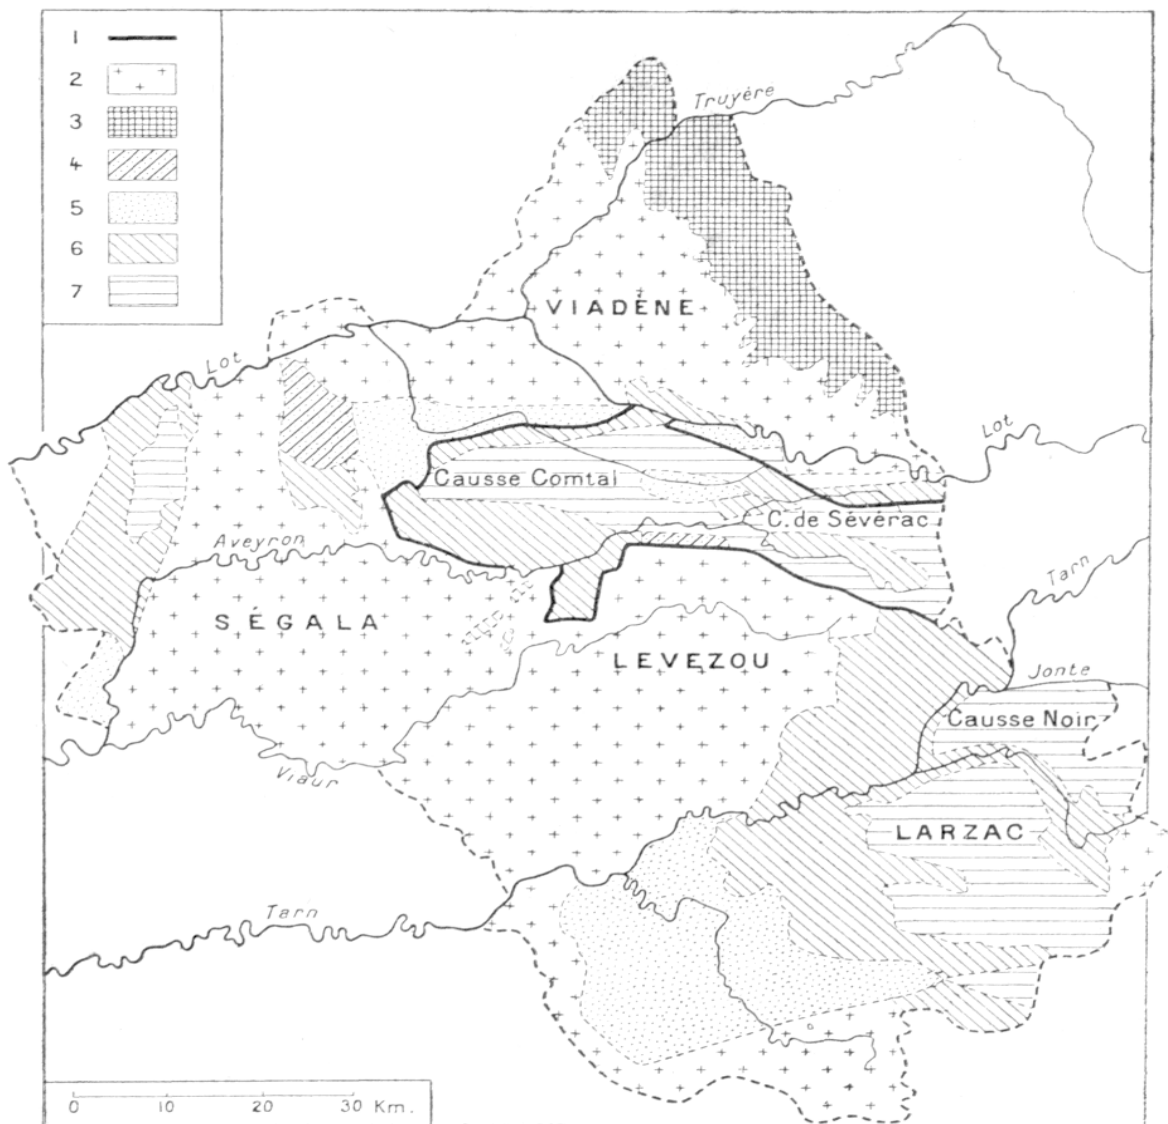 1
2
3
4
5
6
7
Truyère
VIADÈNE
Lot
Lot
Causse Comtal
C. de Sévérac
Aveyron
Tarn
SÉGALA
LEVEZOU
Jonte
Causse Noir
Viaur
LARZAC
Tarn
0 10 20 30 Km.